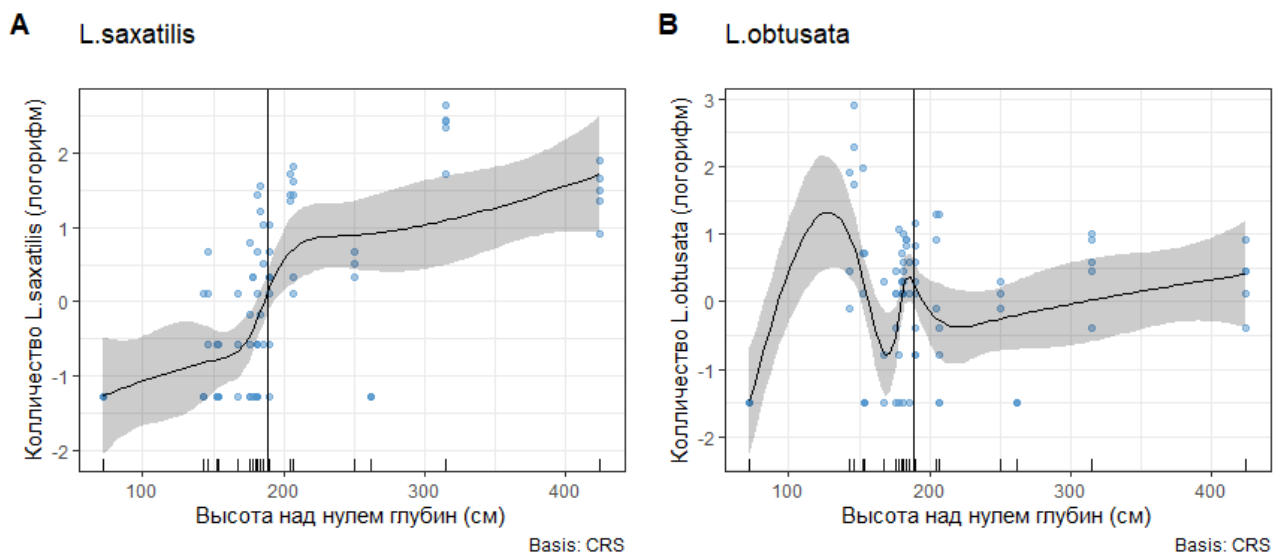 A
L.saxatilis
Колличество L.saxatilis (логорифм)
2
1
0
-1
-2
100
200
300
400
Высота над нулем глубин (см)
Basis: CRS
B
L.obtusata
Колличество L.obtusata (логорифм)
3
2
1
0
-1
-2
100
200
300
400
Высота над нулем глубин (см)
Basis: CRS